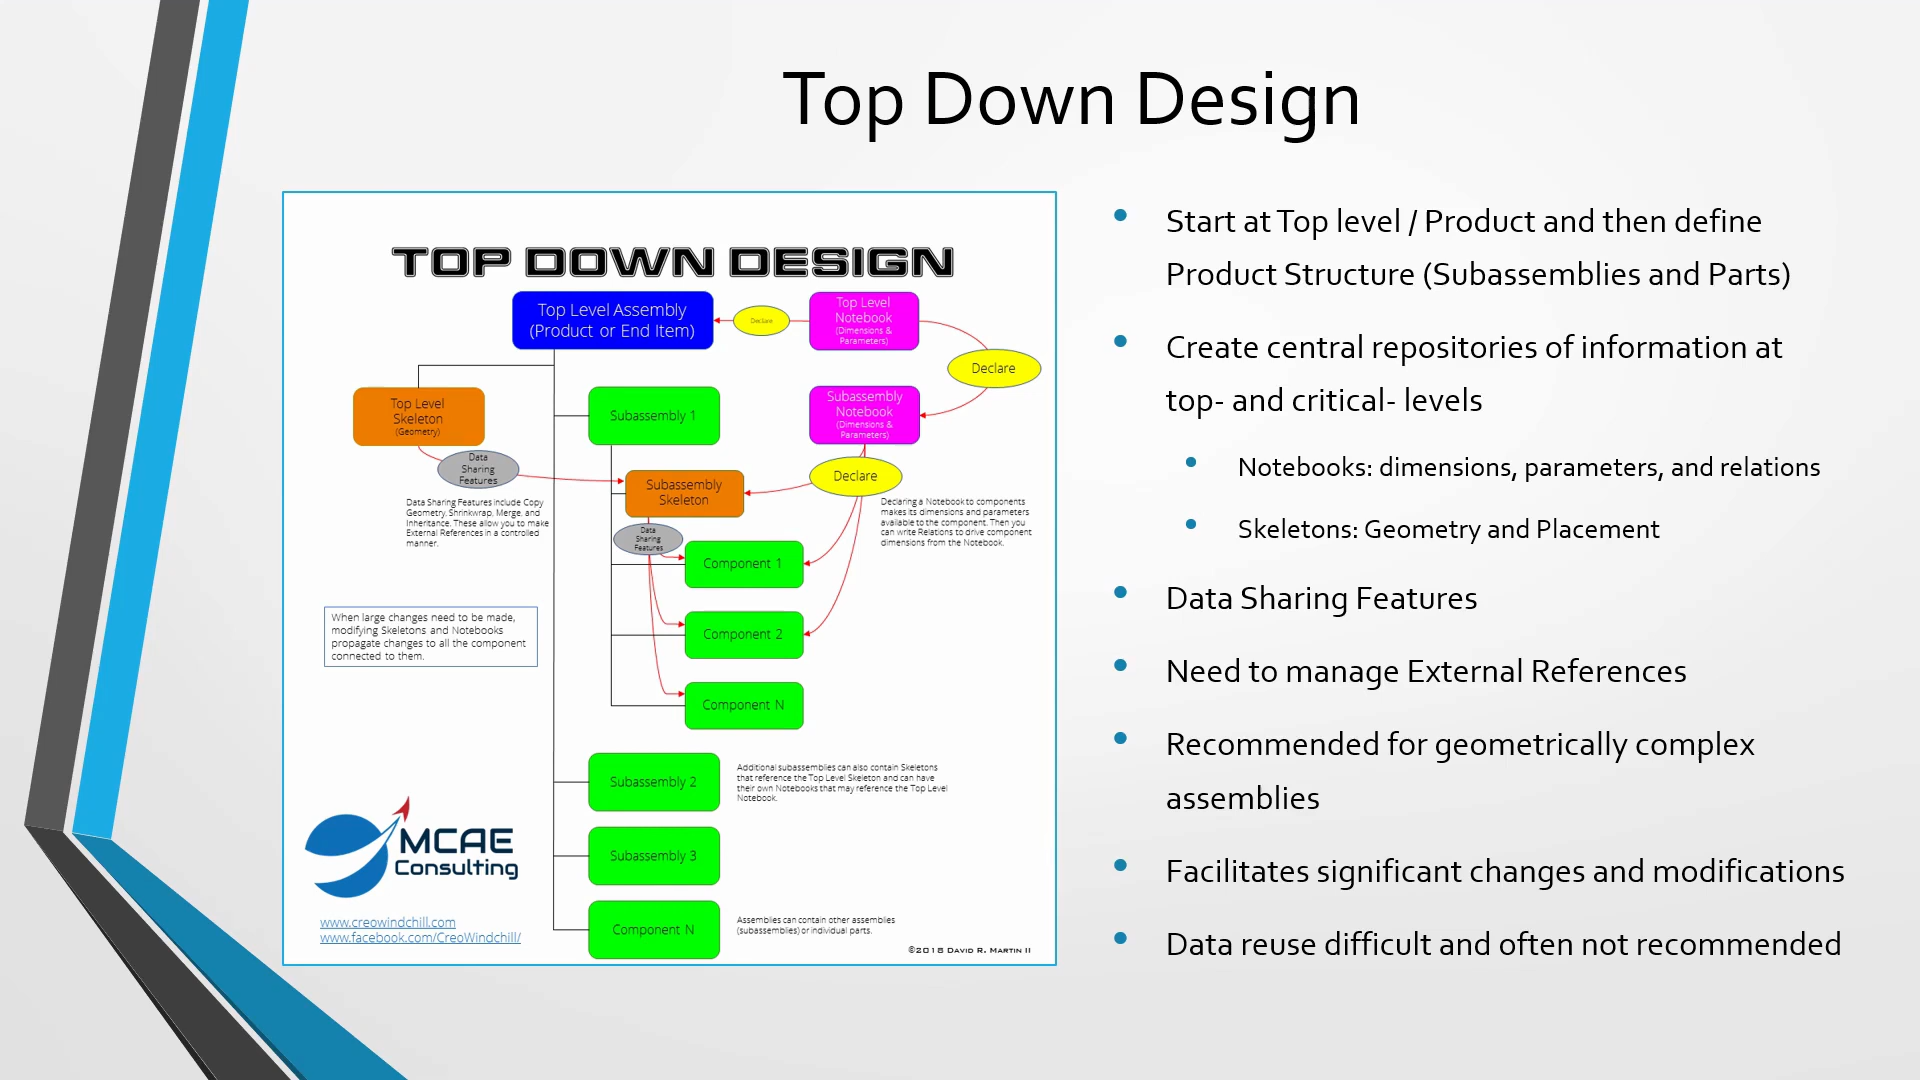 Top Down Design
TOP DOWN DESIGN
Top Level Assembly
(Product or End Item)
Declare
Top Level
Notebook
(Dimensions &
Parameters)
Declare
Top Level
Skeleton
(Geometry)
Subassembly 1
Subassembly
Notebook
(Dimensions &
Parameters)
Data
Sharing
Features
Subassembly
Skeleton
Declare
Data Sharing Features include Copy
Geometry, Shrinkwrap, Merge, and
Inheritance. These allow you to make
External References in a controlled
manner.
Declaring a Notebook to components
makes its dimensions and parameters
available to the component. Then you
can write Relations to drive component
dimensions from the Notebook.
Data
Sharing
Features
Component 1
Component 2
Component N
When large changes need to be made,
modifying Skeletons and Notebooks
propagate changes to all the component
connected to them.
Subassembly 2
Additional subassemblies can also contain Skeletons
that reference the Top Level Skeleton and can have
their own Notebooks that may reference the Top Level
Notebook.
Subassembly 3
Component N
Assemblies can contain other assemblies
(subassemblies) or individual parts.
MCAE
Consulting
www.creowindchill.com
www.facebook.com/CreoWindchill/
©2018 David R. Martin II
• Start at Top level / Product and then define
Product Structure (Subassemblies and Parts)
• Create central repositories of information at
top- and critical- levels
• Notebooks: dimensions, parameters, and relations
• Skeletons: Geometry and Placement
• Data Sharing Features
• Need to manage External References
• Recommended for geometrically complex
assemblies
• Facilitates significant changes and modifications
• Data reuse difficult and often not recommended